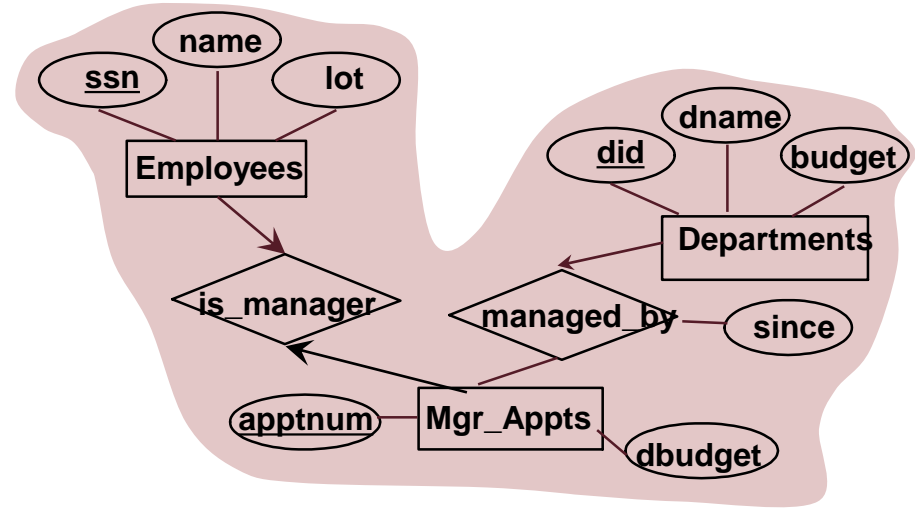 name
ssn
lot
Employees
dname
did
budget
Departments
is_manager
managed_by
since
apptnum
Mgr_Appts
dbudget